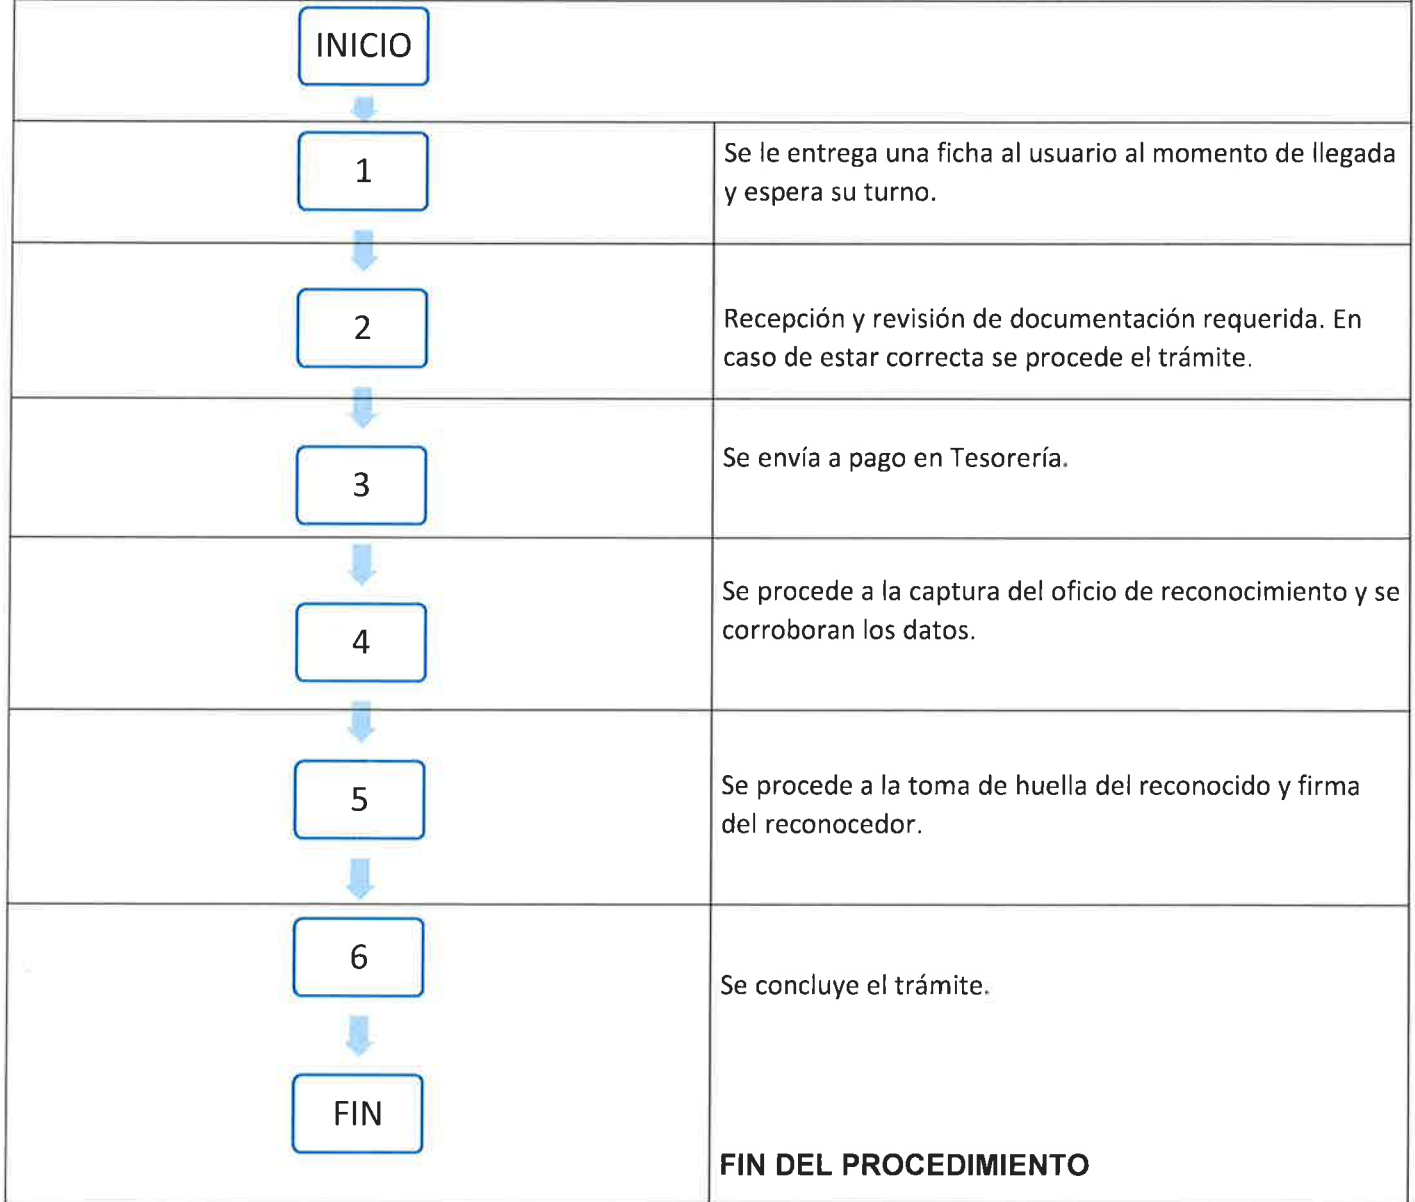 INICIO
1
Se le entrega una ficha al usuario al momento de llegada
y espera su turno.
2
Recepción y revisión de documentación requerida. En
caso de estar correcta se procede el trámite.
3
Se envía a pago en Tesorería.
4
Se procede a la captura del oficio de reconocimiento y se
corroboran los datos.
5
Se procede a la toma de huella del reconocido y firma
del reconocedor.
6
Se concluye el trámite.
FIN
FIN DEL PROCEDIMIENTO